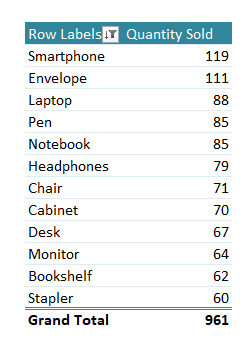 Row Labels Quantity Sold
Smartphone 119
Envelope 111
Laptop 88
Pen 85
Notebook 85
Headphones 79
Chair 71
Cabinet 70
Desk 67
Monitor 64
Bookshelf 62
Stapler 60
Grand Total 961